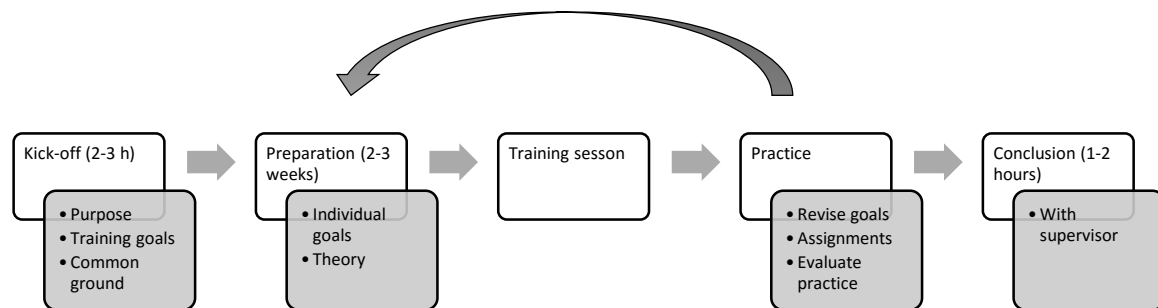 Kick-off (2-3 h)
• Purpose
• Training goals
• Common
ground
Preparation (2-3
weeks)
• Individual
goals
• Theory
Training sesson
Practice
• Revise goals
• Assignments
• Evaluate
practice
Conclusion (1-2
hours)
• With
supervisor